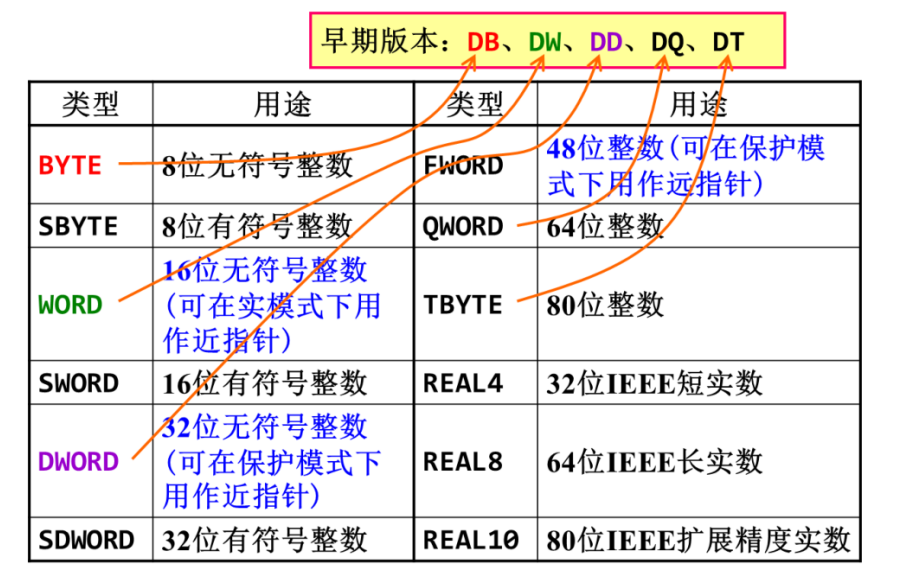 早期版本：DB、DW、DD、DQ、DT
类型 用途 类型 用途
BYTE 8位无符号整数 FWORD 48位整数(可在保护模
式下用作远指针)
SBYTE 8位有符号整数 QWORD 64位整数
WORD 16位无符号整数
(可在实模式下用
作近指针) TBYTE 80位整数
SWORD 16位有符号整数 REAL4 32位IEEE短实数
DWORD 32位无符号整数
(可在保护模式下
用作近指针) REAL8 64位IEEE长实数
SDWORD 32位有符号整数 REAL10 80位IEEE扩展精度实数